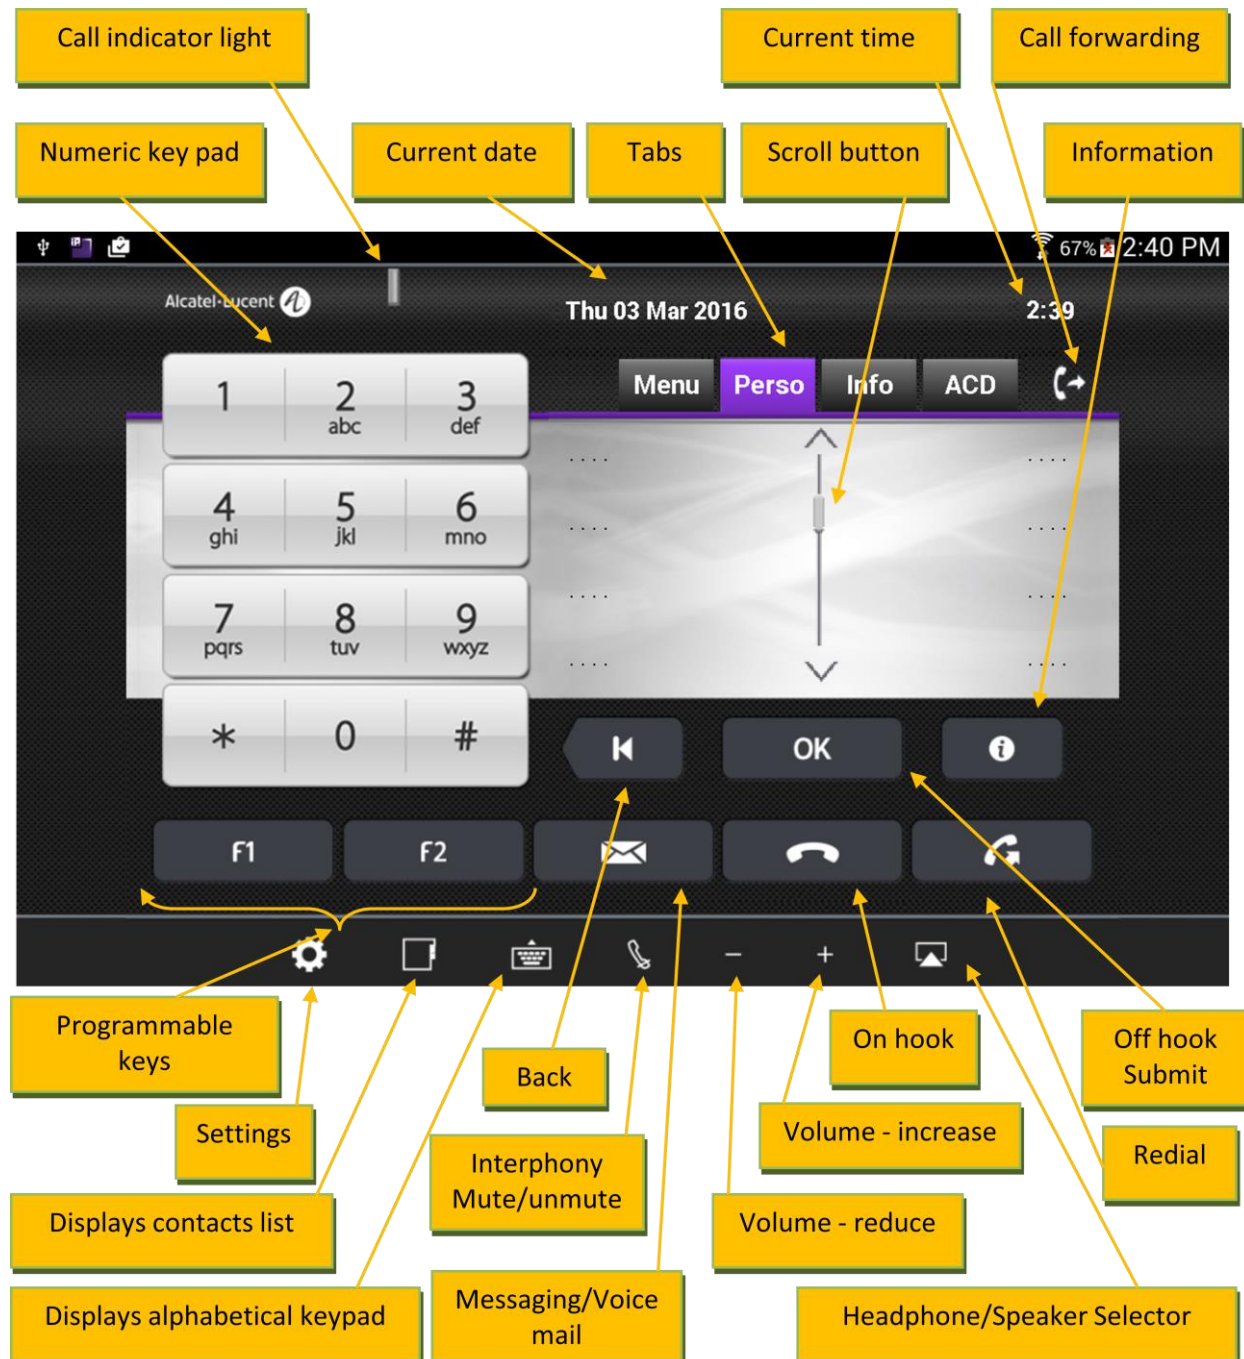 Call indicator light
Current time
Call forwarding
Numeric key pad
Current date
Tabs
Scroll button
Information
67%
2:40 PM
Alcatel·Lucent
Thu 03 Mar 2016
2:39
Menu
Perso
Info
ACD
1
2
3
abc
def
....
....
4
5
6
ghi
jkl
mno
....
....
7
8
9
pqrs
tuv
wxyz
....
....
....
....
*
0
#
OK
i
F1
F2
−
+
Programmable
keys
Back
On hook
Off hook
Submit
Settings
Interphony
Mute/unmute
Volume - increase
Redial
Displays contacts list
Volume - reduce
Displays alphabetical keypad
Messaging/Voice
mail
Headphone/Speaker Selector